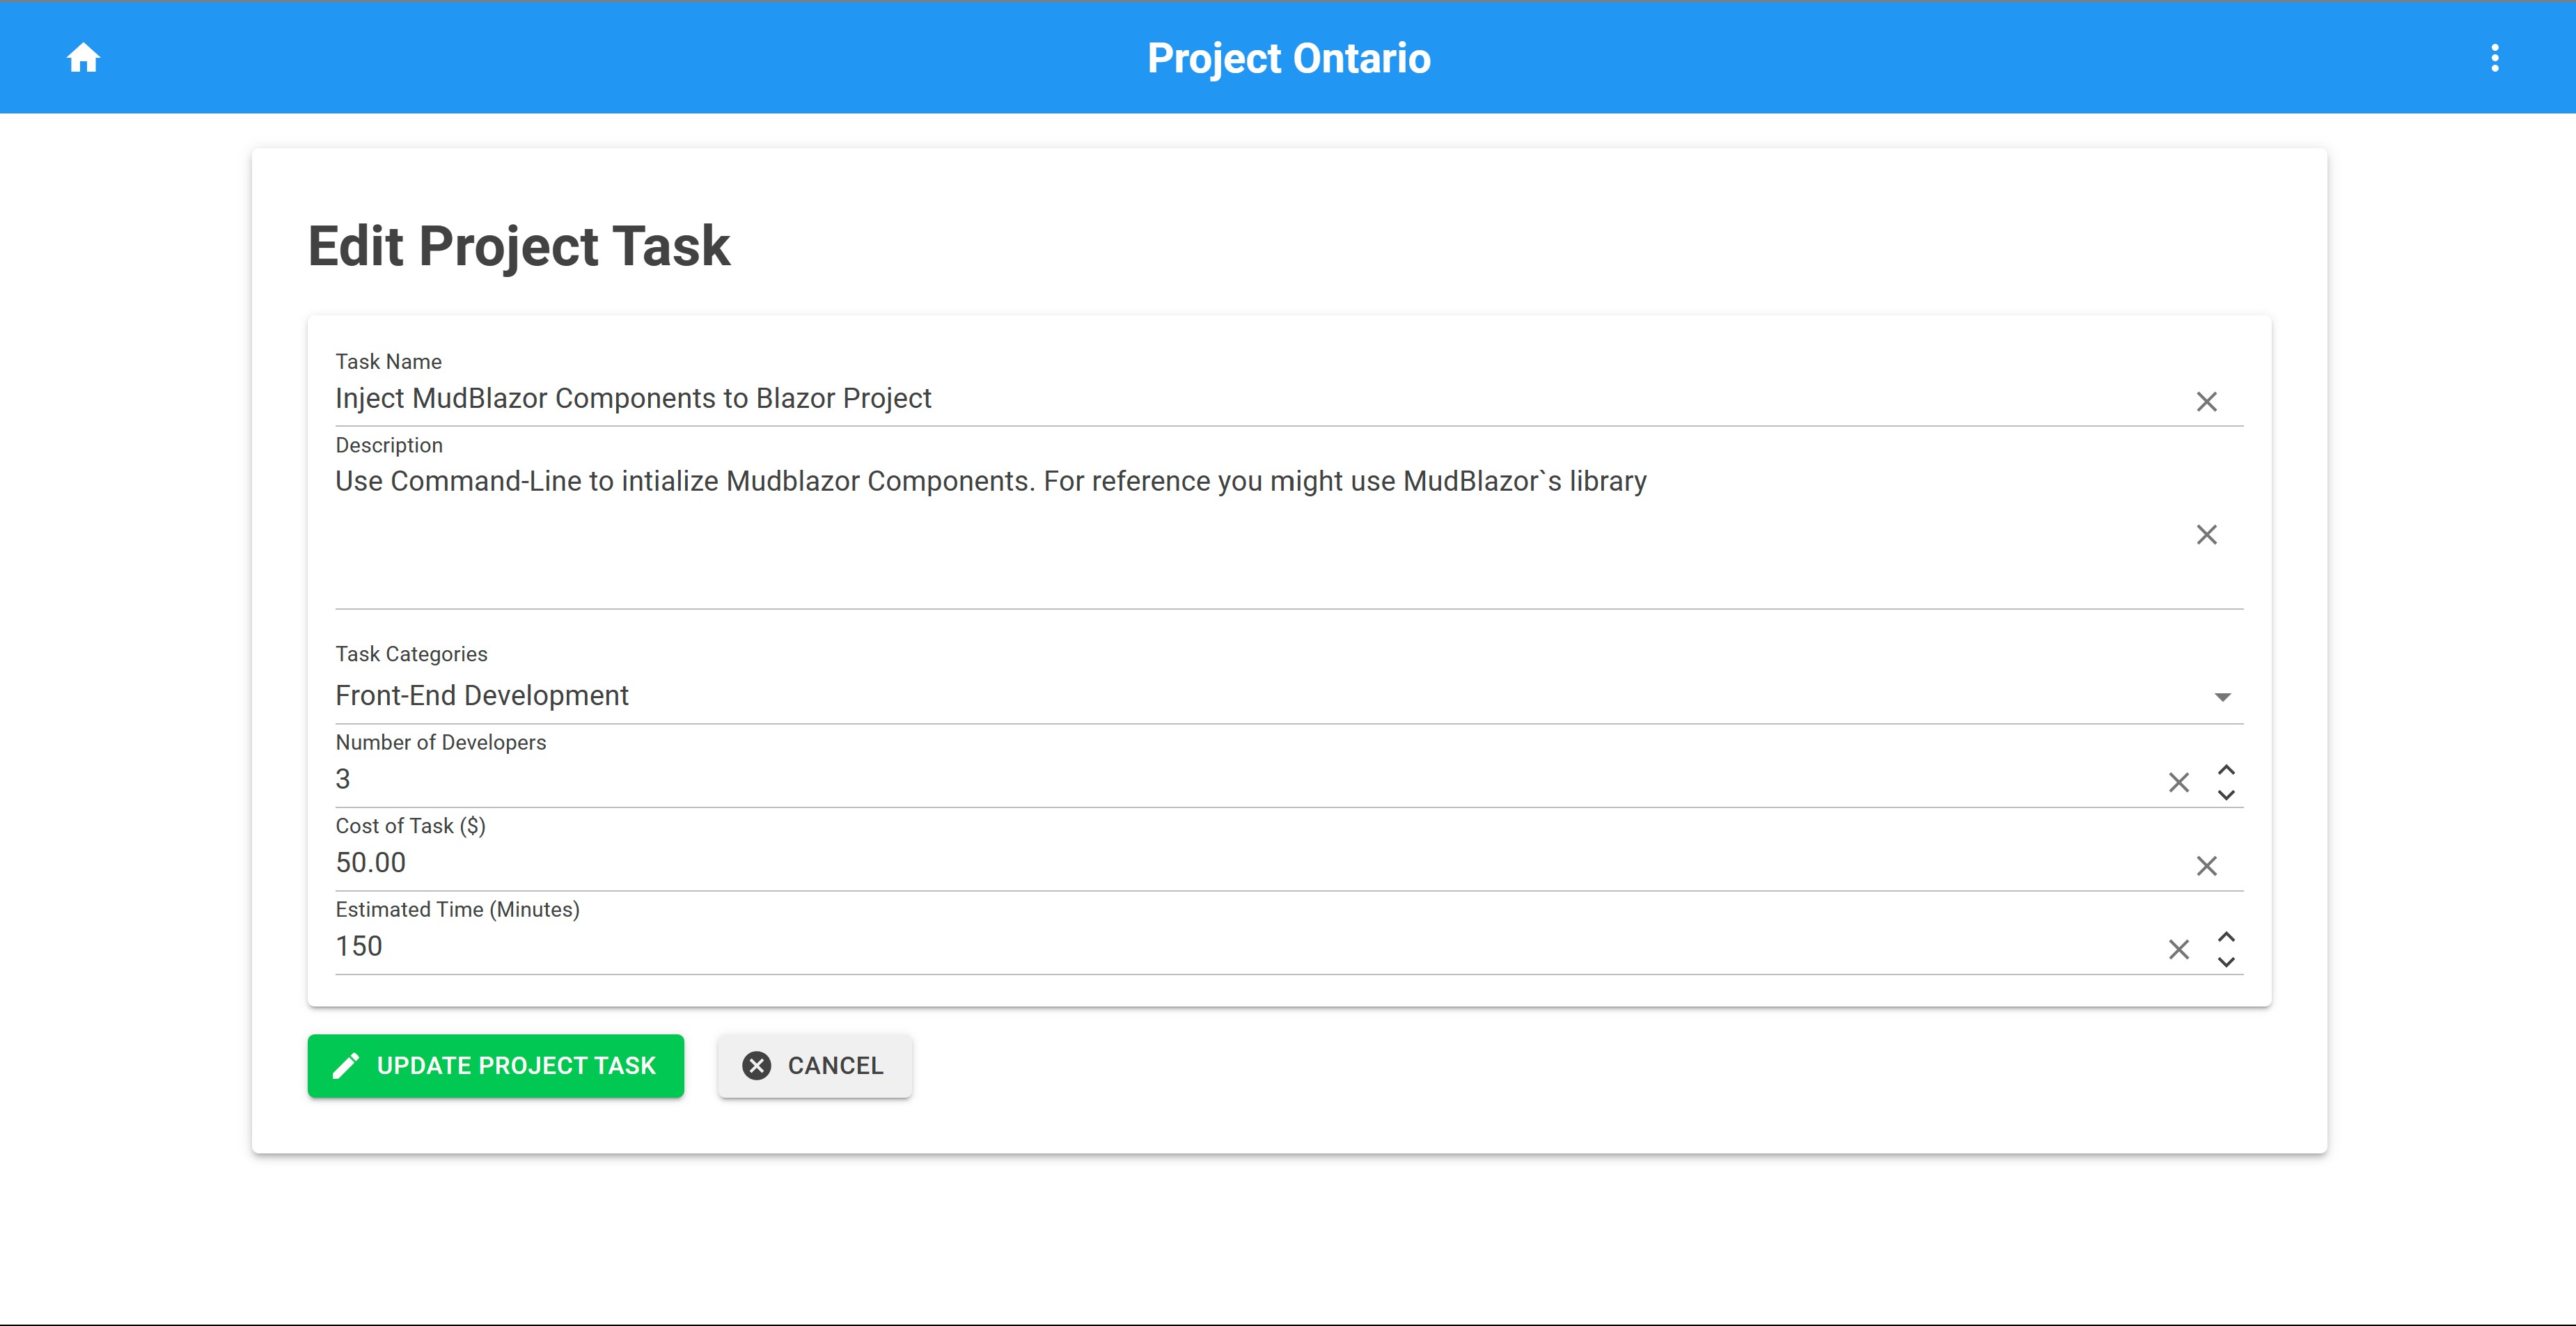 Project Ontario
Edit Project Task
Task Name
Inject MudBlazor Components to Blazor Project
Description
Use Command-Line to intialize Mudblazor Components. For reference you might use MudBlazor`s library
Task Categories
Front-End Development
Number of Developers
3
Cost of Task ($)
50.00
Estimated Time (Minutes)
150
UPDATE PROJECT TASK
CANCEL